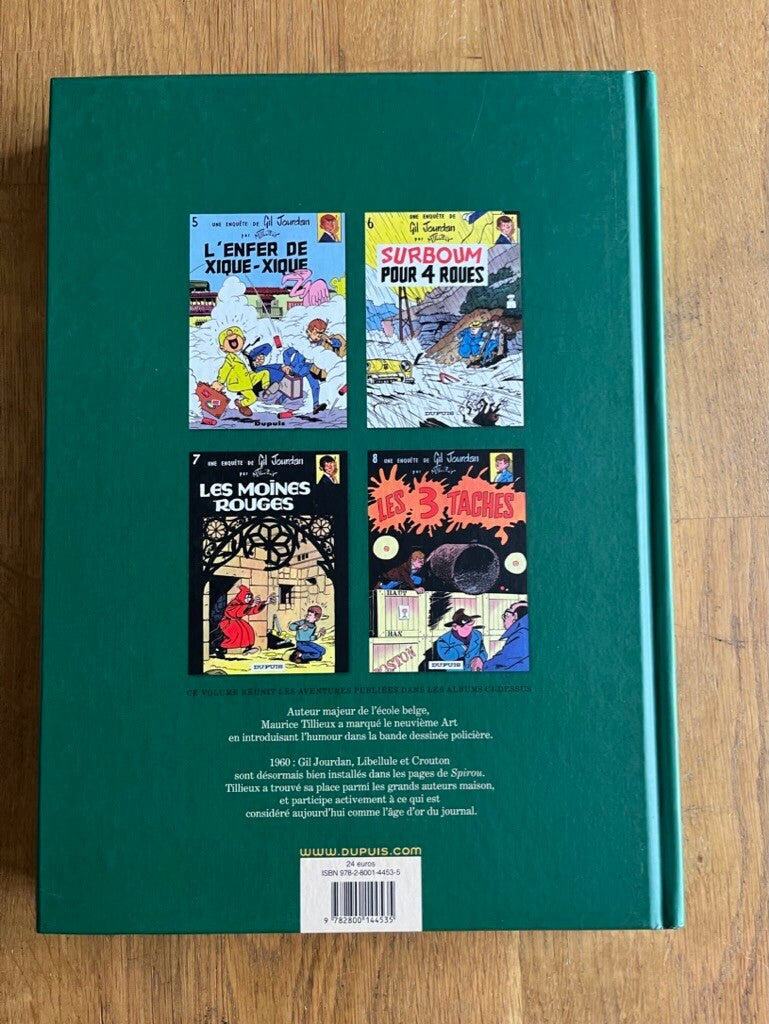 5 UNE ENQUÊTE DE Gil Jourdan
par M. Tillieux
L'ENFER DE
XIQUE-XIQUE
Dupuis
6 UNE ENQUÊTE DE
Gil Jourdan
par M. Tillieux
SURBOUM
POUR 4 ROUES
DUPUIS
7 UNE ENQUÊTE DE Gil Jourdan
par M. Tillieux
LES MOINES
ROUGES
DUPUIS
8 UNE ENQUÊTE DE Gil Jourdan
par M. Tillieux
LES 3 TACHES
HAUT
BAX
BOSTON
DUPUIS
CE VOLUME RÉUNIT LES AVENTURES PUBLIÉES DANS LES ALBUMS CI-DESSUS
Auteur majeur de l'école belge,
Maurice Tillieux a marqué le neuvième Art
en introduisant l'humour dans la bande dessinée policière.
1960 : Gil Jourdan, Libellule et Crouton
sont désormais bien installés dans les pages de Spirou.
Tillieux a trouvé sa place parmi les grands auteurs maison,
et participe activement à ce qui est
considéré aujourd'hui comme l'âge d'or du journal.
WWW.DUPUIS.COM
24 euros
ISBN 978-2-8001-4453-5
9 782800 144535